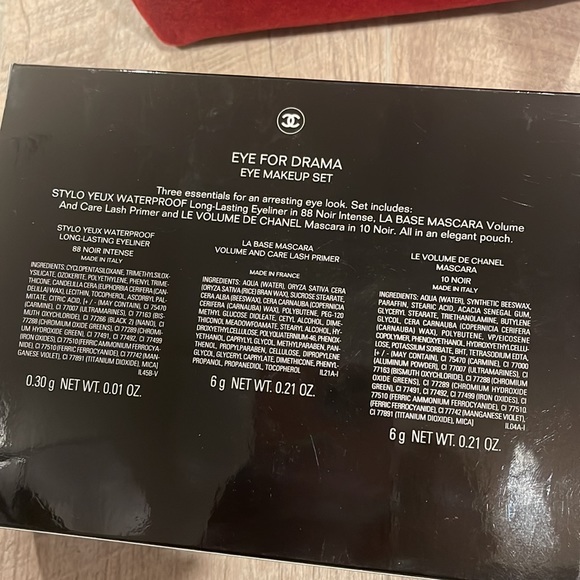 EYE FOR DRAMA
EYE MAKEUP SET
Three essentials for an arresting eye look. Set includes:
STYLO YEUX WATERPROOF Long-Lasting Eyeliner in 88 Noir Intense, LA BASE MASCARA Volume
And Care Lash Primer and LE VOLUME DE CHANEL Mascara in 10 Noir. All in an elegant pouch.
STYLO YEUX WATERPROOF
LONG-LASTING EYELINER
88 NOIR INTENSE
MADE IN ITALY
INGREDIENTS: CYCLOPENTASILOXANE, TRIMETHYLSILOX-
YSILICATE, OZOKERITE, POLYETHYLENE, PHENYL TRIME-
THICONE, CANDELILLA CERA (EUPHORBIA CERIFERA (CAN-
DELILLA) WAX), LECITHIN, TOCOPHEROL, ASCORBYL PAL-
MITATE, CITRIC ACID, [+ / - (MAY CONTAIN), CI 75470
(CARMINE), CI 77007 (ULTRAMARINES), CI 77163 (BIS-
MUTH OXYCHLORIDE), CI 77266 (BLACK 2) (NANO), CI
77288 (CHROMIUM OXIDE GREENS), CI 77289 (CHROMI-
UM HYDROXIDE GREEN), CI 77491, CI 77492, CI 77499
(IRON OXIDES), CI 77510 (FERRIC AMMONIUM FERROCYA-
NIDE), CI 77510 (FERRIC FERROCYANIDE), CI 77742 (MAN-
GANESE VIOLET), CI 77891 (TITANIUM DIOXIDE), MICA]
IL45B-V
0.30 g NET WT. 0.01 OZ.
LA BASE MASCARA
VOLUME AND CARE LASH PRIMER
MADE IN FRANCE
INGREDIENTS: AQUA (WATER), ORYZA SATIVA CERA
(ORYZA SATIVA (RICE) BRAN WAX), SUCROSE STEARATE,
CERA ALBA (BEESWAX), CERA CARNAUBA (COPERNICIA
CERIFERA (CARNAUBA) WAX), POLYBUTENE, PEG-120
METHYL GLUCOSE DIOLEATE, CETYL ALCOHOL, DIME-
THICONOL MEADOWFOAMATE, STEARYL ALCOHOL, HY-
DROXYETHYLCELLULOSE, POLYQUATERNIUM-46, PHENOXY-
ETHANOL, CAPRYLYL GLYCOL, METHYLPARABEN, PAN-
THENOL, PROPYLPARABEN, CELLULOSE, DIPROPYLENE
GLYCOL, GLYCERYL CAPRYLATE, DIMETHICONE, PHENYL-
PROPANOL, PROPANEDIOL, TOCOPHEROL
IL21A-I
6 g NET WT. 0.21 OZ.
LE VOLUME DE CHANEL
MASCARA
10 NOIR
MADE IN ITALY
INGREDIENTS: AQUA (WATER), SYNTHETIC BEESWAX,
PARAFFIN, STEARIC ACID, ACACIA SENEGAL GUM,
GLYCERYL STEARATE, TRIETHANOLAMINE, BUTYLENE
GLYCOL, CERA CARNAUBA (COPERNICIA CERIFERA
(CARNAUBA) WAX), POLYBUTENE, VP/EICOSENE
COPOLYMER, PHENOXYETHANOL, HYDROXYETHYLCELLU-
LOSE, POTASSIUM SORBATE, BHT, TETRASODIUM EDTA,
[+ / - (MAY CONTAIN), CI 75470 (CARMINE), CI 77000
(ALUMINUM POWDER), CI 77007 (ULTRAMARINES), CI
77163 (BISMUTH OXYCHLORIDE), CI 77288 (CHROMIUM
OXIDE GREENS), CI 77289 (CHROMIUM HYDROXIDE
GREEN), CI 77491, CI 77492, CI 77499 (IRON OXIDES), CI
77510 (FERRIC AMMONIUM FERROCYANIDE), CI 77510
(FERRIC FERROCYANIDE), CI 77742 (MANGANESE VIOLET),
CI 77891 (TITANIUM DIOXIDE), MICA]
IL04A-I
6 g NET WT. 0.21 OZ.